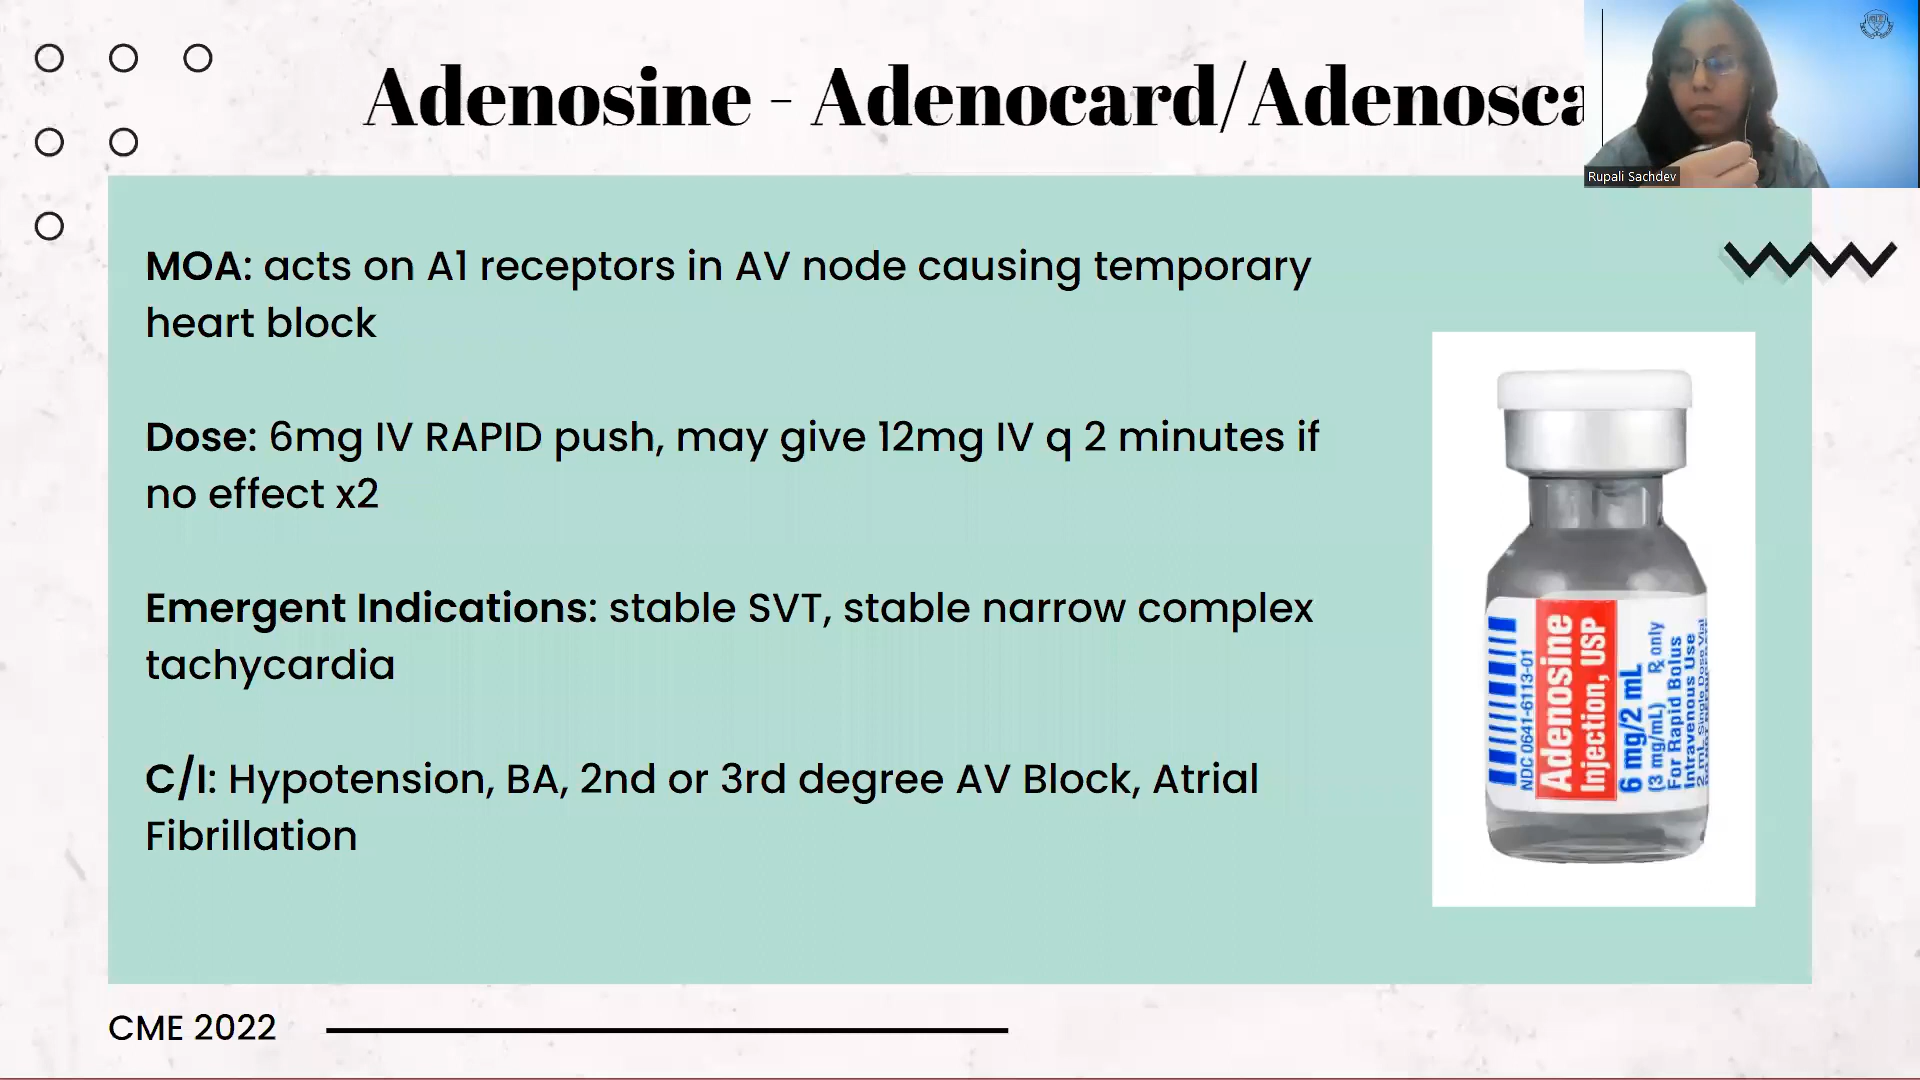 Adenosine - Adenocard/Adenosca
Rupali Sachdev
MOA: acts on A1 receptors in AV node causing temporary
heart block
Dose: 6mg IV RAPID push, may give 12mg IV q 2 minutes if
no effect x2
Emergent Indications: stable SVT, stable narrow complex
tachycardia
C/I: Hypotension, BA, 2nd or 3rd degree AV Block, Atrial
Fibrillation
NDC 0641-6113-01
Adenosine
Injection, USP
6 mg/2 mL
(3 mg/mL) Rx only
For Rapid Bolus
Intravenous Use
2 mL Single Dose Vial
CME 2022